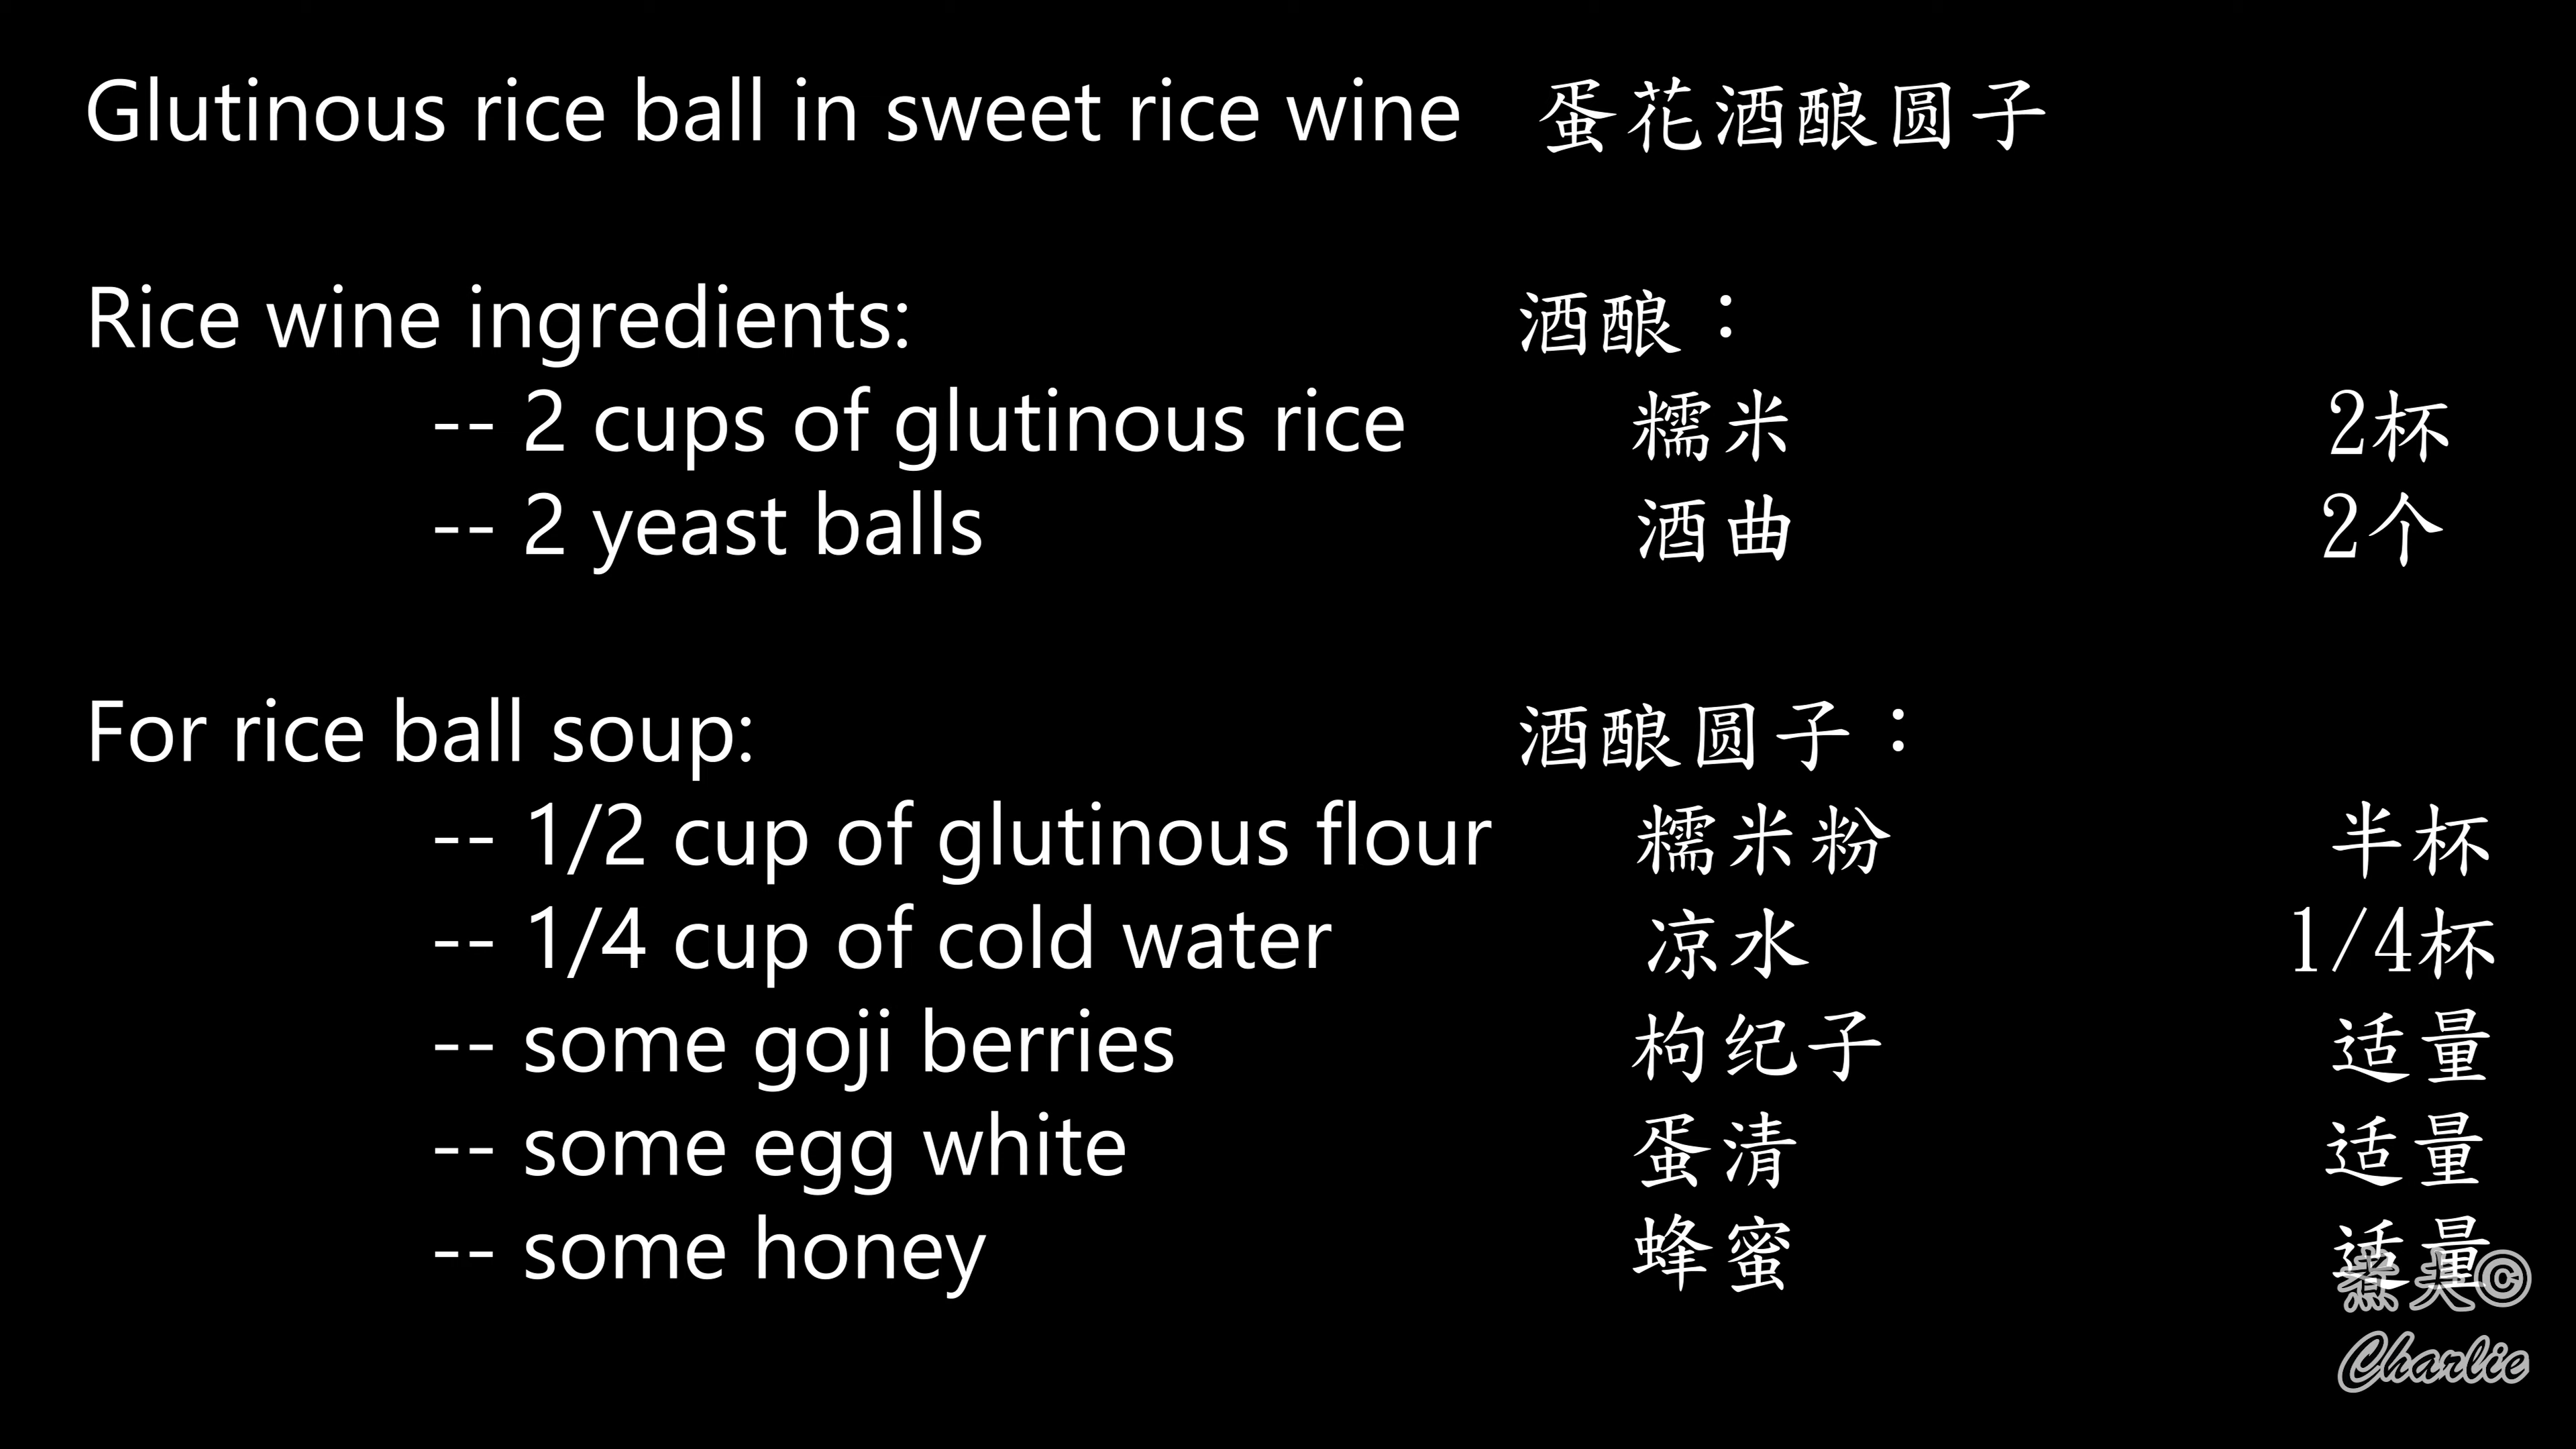 Glutinous rice ball in sweet rice wine 蛋花酒酿圆子
Rice wine ingredients: 酒酿：
-- 2 cups of glutinous rice 糯米 2杯
-- 2 yeast balls 酒曲 2个
For rice ball soup: 酒酿圆子：
-- 1/2 cup of glutinous flour 糯米粉 半杯
-- 1/4 cup of cold water 凉水 1/4杯
-- some goji berries 枸纪子 适量
-- some egg white 蛋清 适量
-- some honey 蜂蜜 适量
煮夫©
Charlie